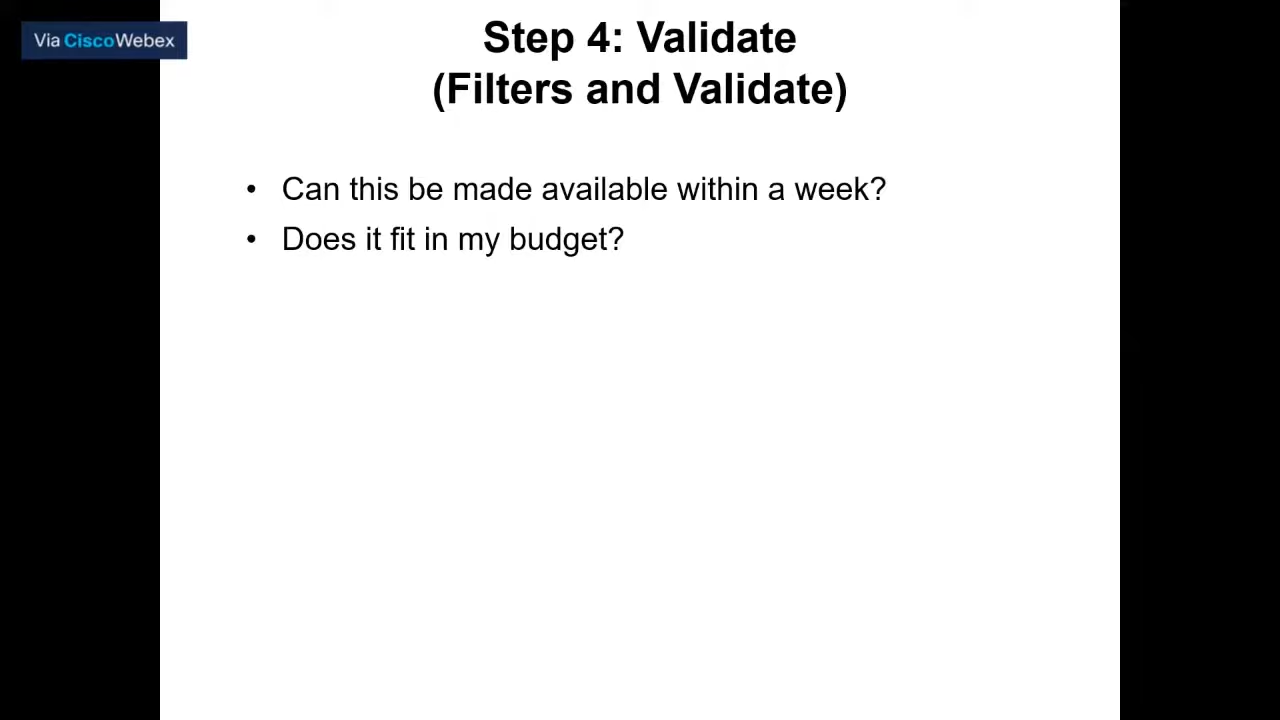 Via CiscoWebex
Step 4: Validate
(Filters and Validate)
• Can this be made available within a week?
• Does it fit in my budget?